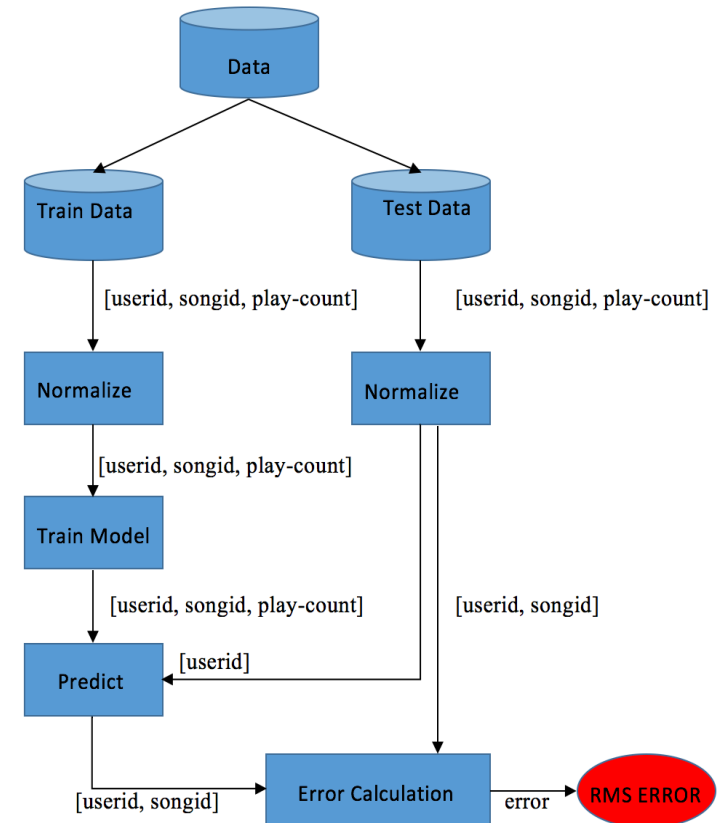 Data
Train Data
Test Data
[userid, songid, play-count]
[userid, songid, play-count]
Normalize
Normalize
[userid, songid, play-count]
Train Model
[userid, songid, play-count]
[userid, songid]
[userid]
Predict
[userid, songid]
Error Calculation
error
RMS ERROR